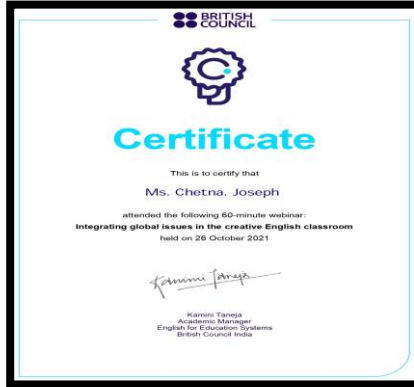 BRITISH
COUNCIL
Certificate
This is to certify that
Ms. Chetna. Joseph
attended the following 60-minute webinar:
Integrating global issues in the creative English classroom
held on 26 October 2021
Kamini Taneja
Kamini Taneja
Academic Manager
English for Education Systems
British Council India